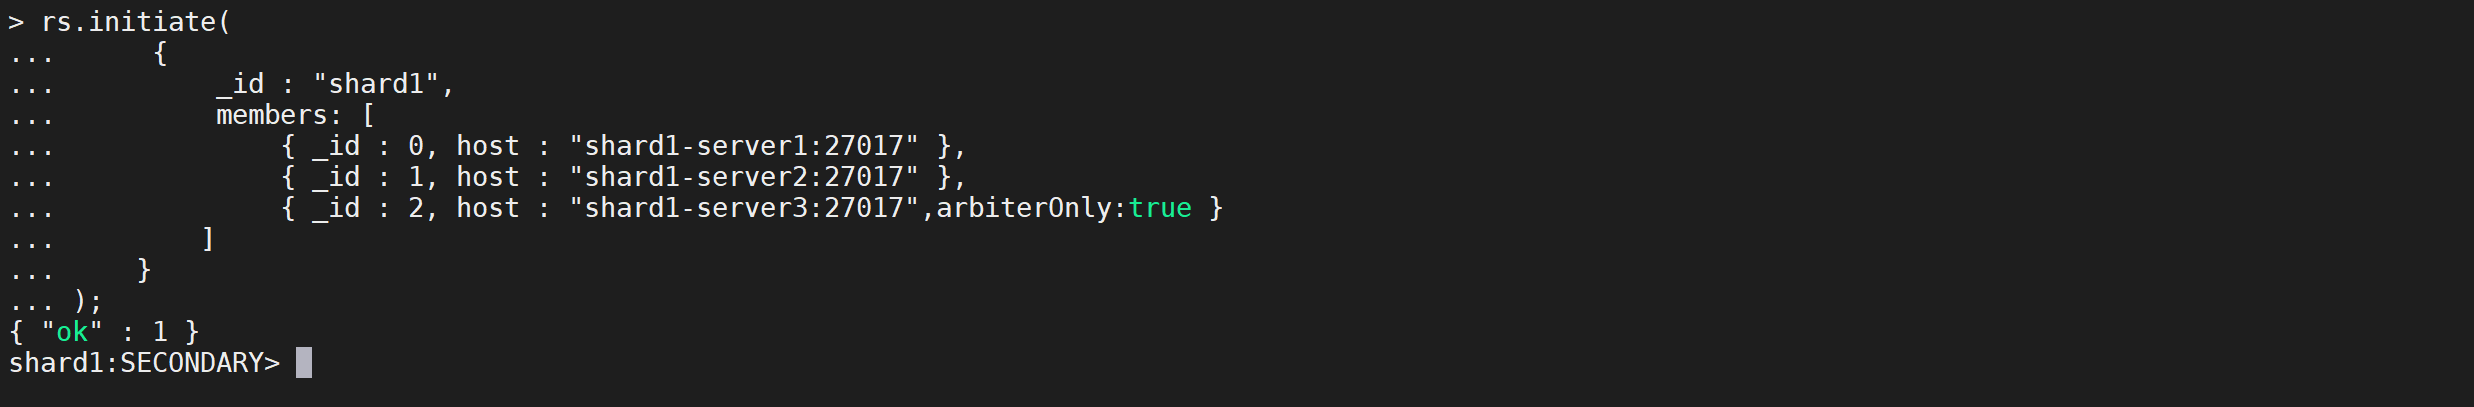 > rs.initiate(
...      {
...          _id : "shard1",
...          members: [
...              { _id : 0, host : "shard1-server1:27017" },
...              { _id : 1, host : "shard1-server2:27017" },
...              { _id : 2, host : "shard1-server3:27017",arbiterOnly:true }
...         ]
...     }
... );
{ "ok" : 1 }
shard1:SECONDARY>